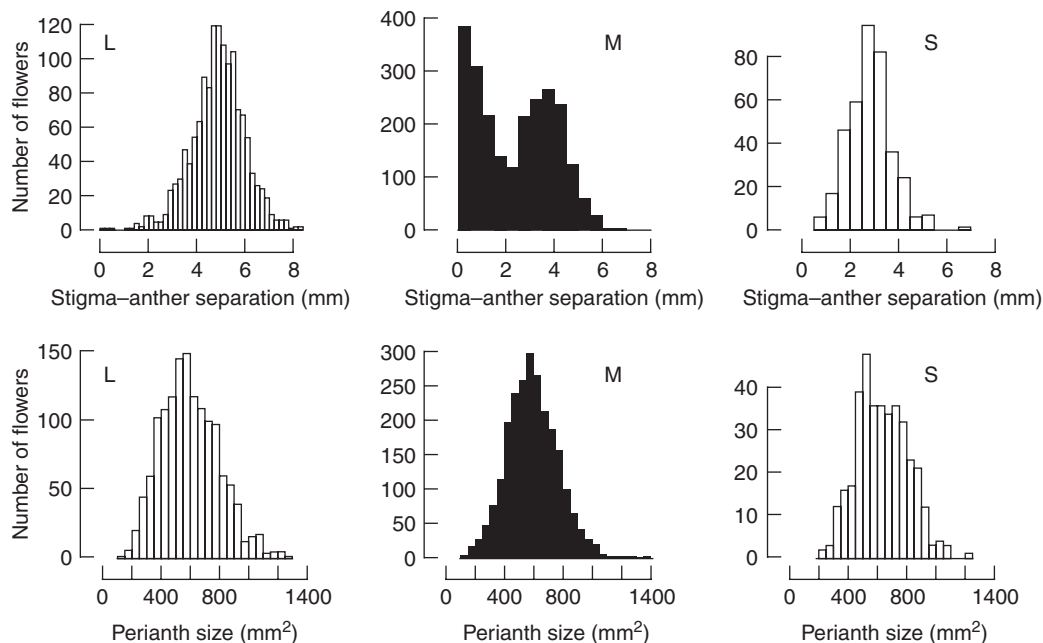 Number of flowers
120
100
80
60
40
20
0
L
0 2 4 6 8
Stigma–anther separation (mm)
400
300
200
100
0
M
0 2 4 6 8
Stigma–anther separation (mm)
80
60
40
20
0
S
0 2 4 6 8
Stigma–anther separation (mm)
Number of flowers
150
100
50
0
L
0 400 800 1400
Perianth size (mm²)
300
250
200
150
100
50
0
M
0 400 800 1400
Perianth size (mm²)
40
30
20
10
0
S
0 400 800 1400
Perianth size (mm²)